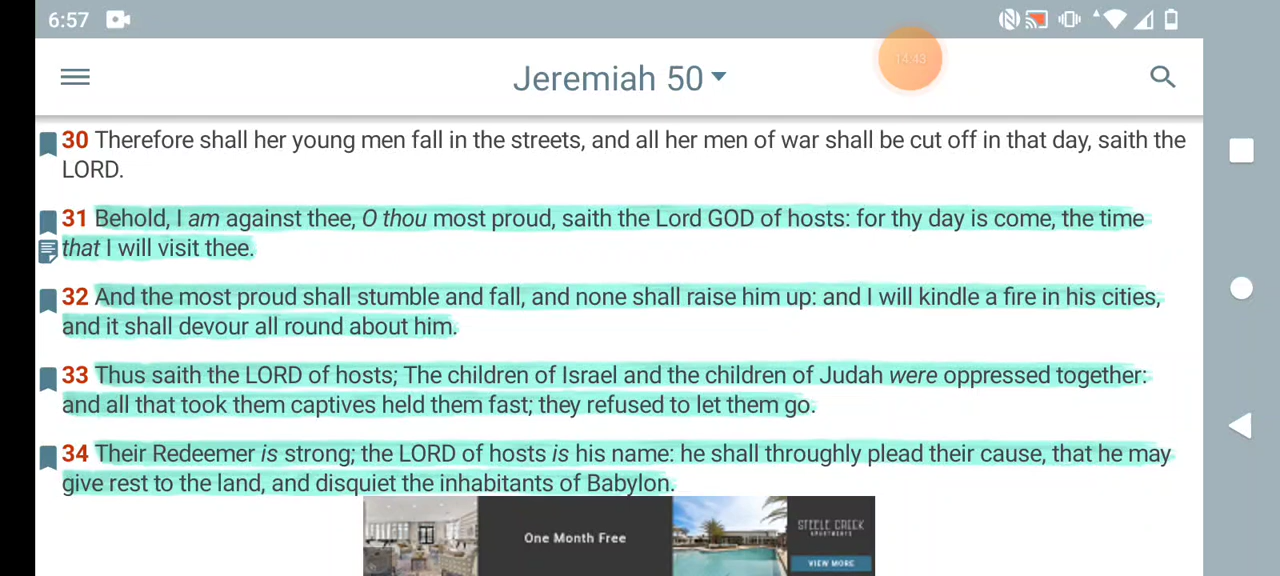 6:57
14:43
Jeremiah 50
30 Therefore shall her young men fall in the streets, and all her men of war shall be cut off in that day, saith the
LORD.
31 Behold, I am against thee, O thou most proud, saith the Lord GOD of hosts: for thy day is come, the time
that I will visit thee.
32 And the most proud shall stumble and fall, and none shall raise him up: and I will kindle a fire in his cities,
and it shall devour all round about him.
33 Thus saith the LORD of hosts; The children of Israel and the children of Judah were oppressed together:
and all that took them captives held them fast; they refused to let them go.
34 Their Redeemer is strong; the LORD of hosts is his name: he shall throughly plead their cause, that he may
give rest to the land, and disquiet the inhabitants of Babylon.
One Month Free
STEELE CREEK
APARTMENTS
VIEW MORE